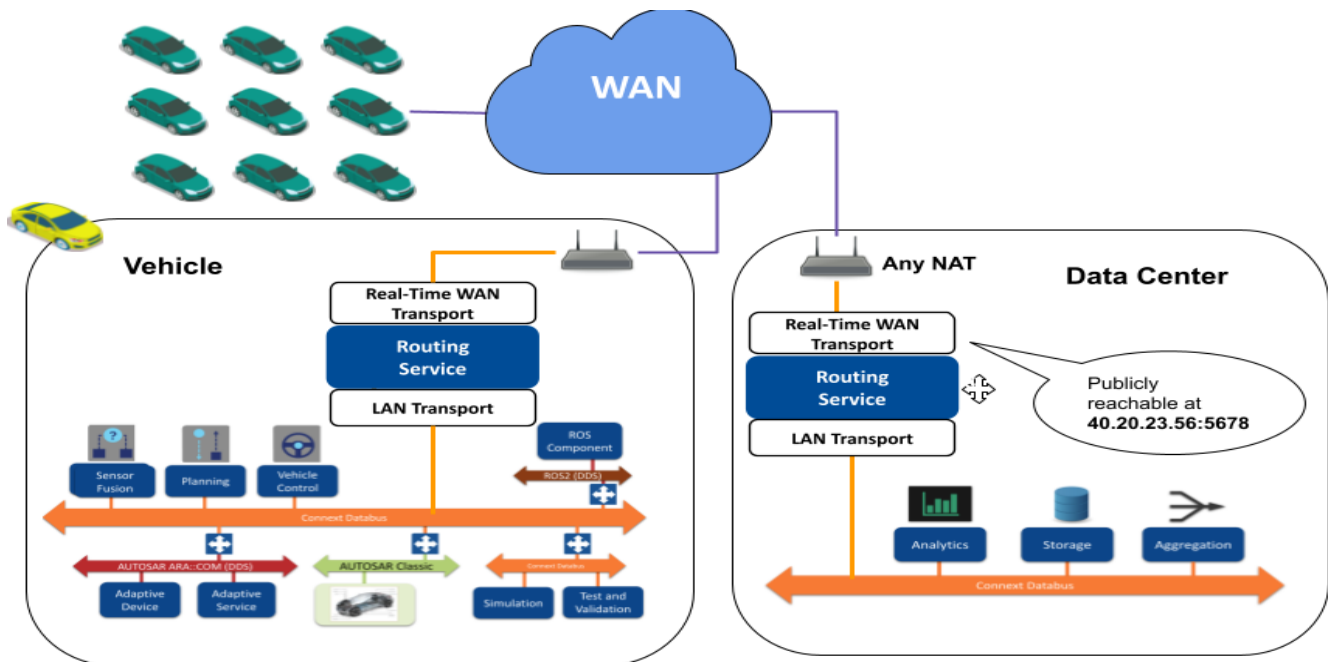 WAN
Vehicle
Real-Time WAN
Transport
Routing
Service
LAN Transport
?
Sensor
Fusion
Planning
Vehicle
Control
ROS
Component
ROS2 (DDS)
Connext Databus
AUTOSAR ARA::COM (DDS)
Adaptive
Device
Adaptive
Service
AUTOSAR Classic
Connext Databus
Simulation
Test and
Validation
Any NAT
Data Center
Real-Time WAN
Transport
Routing
Service
LAN Transport
Publicly
reachable at
40.20.23.56:5678
Analytics
Storage
Aggregation
Connext Databus